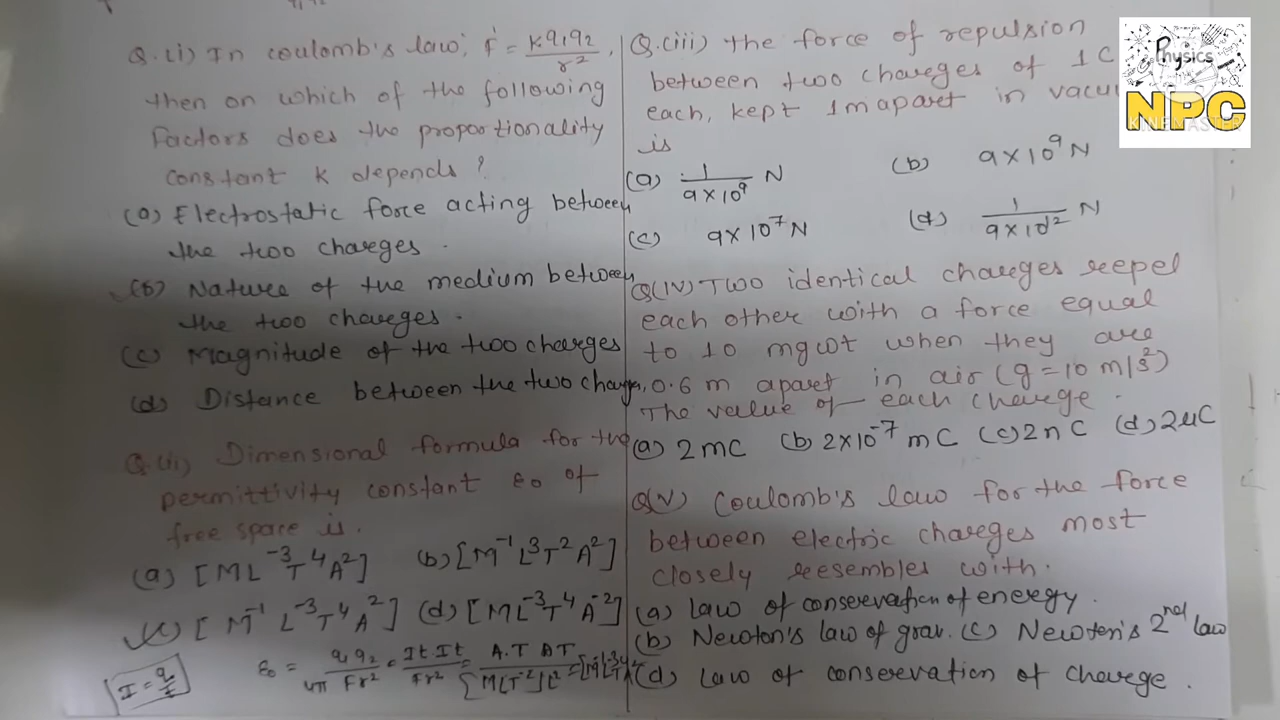 Q.(i) In coulomb's law, F = kq1q2/r²,
then on which of the following
factors does the proportionality
constant k depends?
(a) Electrostatic force acting between
the two charges.
(b) Nature of the medium between
the two charges.
(c) Magnitude of the two charges
(d) Distance between the two charges
Q.(ii) Dimensional formula for the
permittivity constant ε0 of
free space is.
(a) [ML⁻³T⁴A²] (b) [M⁻¹L³T²A²]
(c) [M⁻¹L⁻³T⁴A²] (d) [ML⁻³T⁴A⁻²]
I = q/t
ε0 = q1q2/4πFr² = It It/Fr² = A.T AT/[MLT⁻²]L²
Q.(iii) the force of repulsion
between two charges of 1C
each, kept 1m apart in
is
(a) 1/9×10⁹ N (b) 9×10⁹ N
(c) 9×10⁷ N (d) 1/9×10¹² N
Q(iv) Two identical charges repel
each other with a force equal
to 10 mgwt when they are
0.6 m apart in air (g = 10 m/s²)
The value of each charge.
(a) 2mC (b) 2×10⁻⁷ mC (c) 2nC (d) 2μC
Q(v) Coulomb's law for the force
between electric charges most
closely resembles with.
(a) law of conservation of energy.
(b) Newton's law of grav. (c) Newton's 2nd law
(d) Law of conservation of charge.
Physics
NPC
KINEMASTER